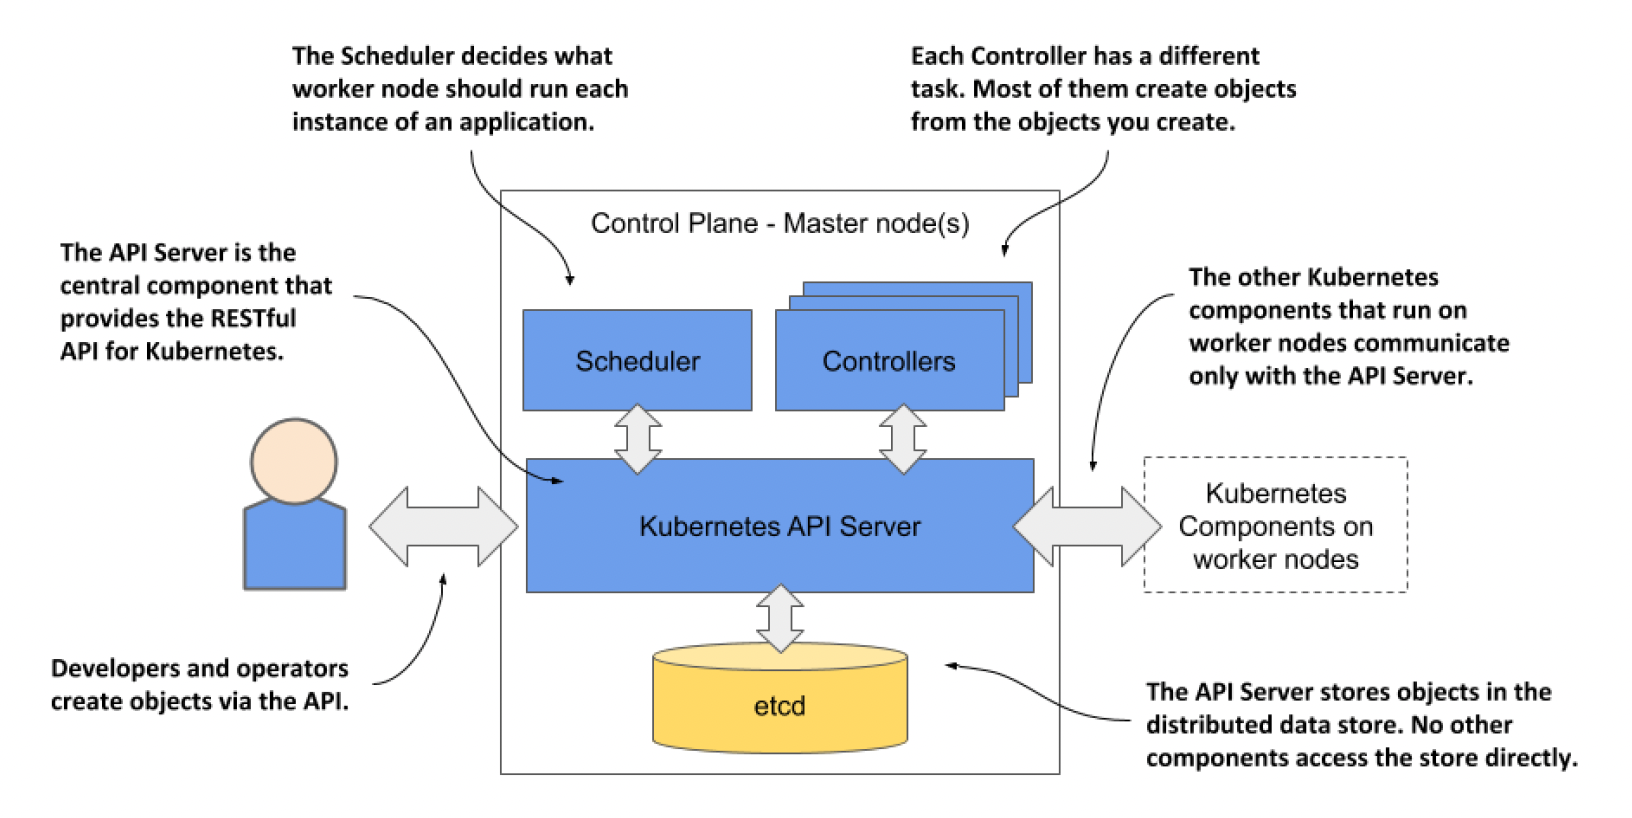 The Scheduler decides what
worker node should run each
instance of an application.
Each Controller has a different
task. Most of them create objects
from the objects you create.
Control Plane - Master node(s)
The API Server is the
central component that
provides the RESTful
API for Kubernetes.
The other Kubernetes
components that run on
worker nodes communicate
only with the API Server.
Scheduler
Controllers
Kubernetes API Server
Kubernetes
Components on
worker nodes
Developers and operators
create objects via the API.
etcd
The API Server stores objects in the
distributed data store. No other
components access the store directly.